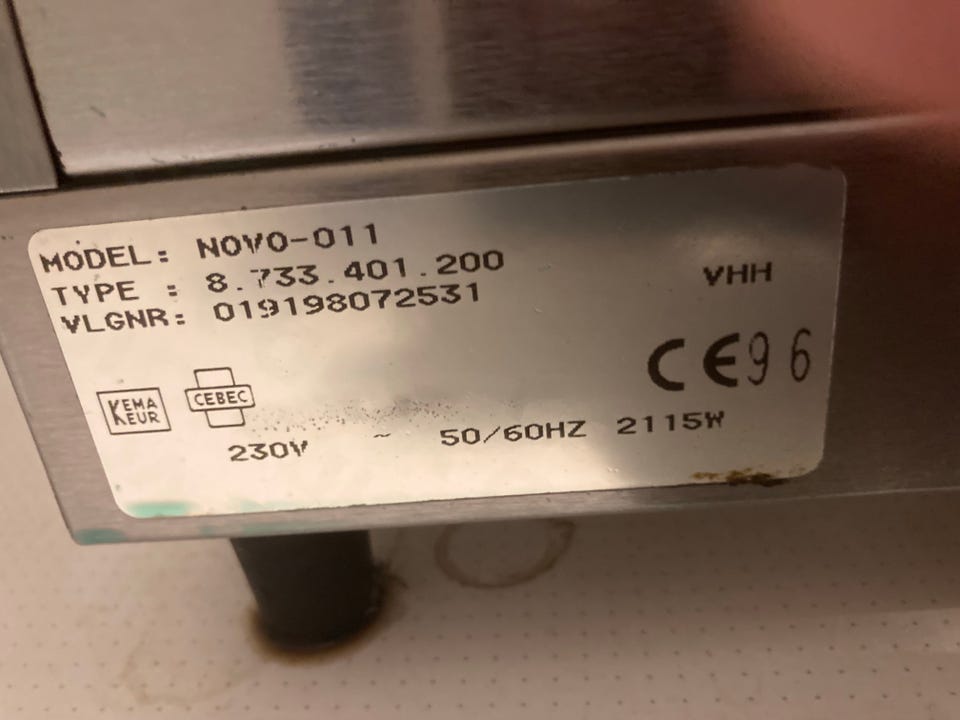 MODEL: NOVO-011
TYPE : 8.733.401.200
VLGNR: 019198072531
VHH
CE96
KEMA
KEUR
CEBEC
230V ~ 50/60HZ 2115W